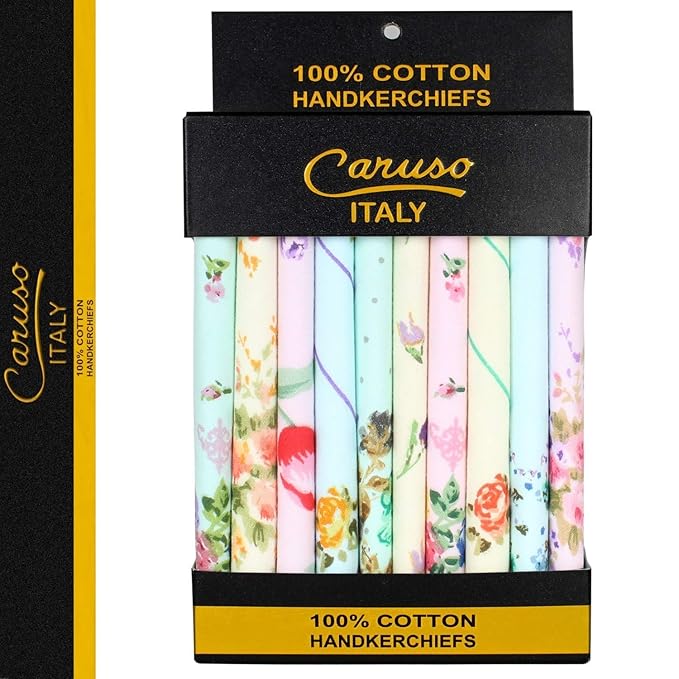 Caruso
ITALY
100% COTTON
HANDKERCHIEFS
100% COTTON
HANDKERCHIEFS
Caruso
ITALY
100% COTTON
HANDKERCHIEFS